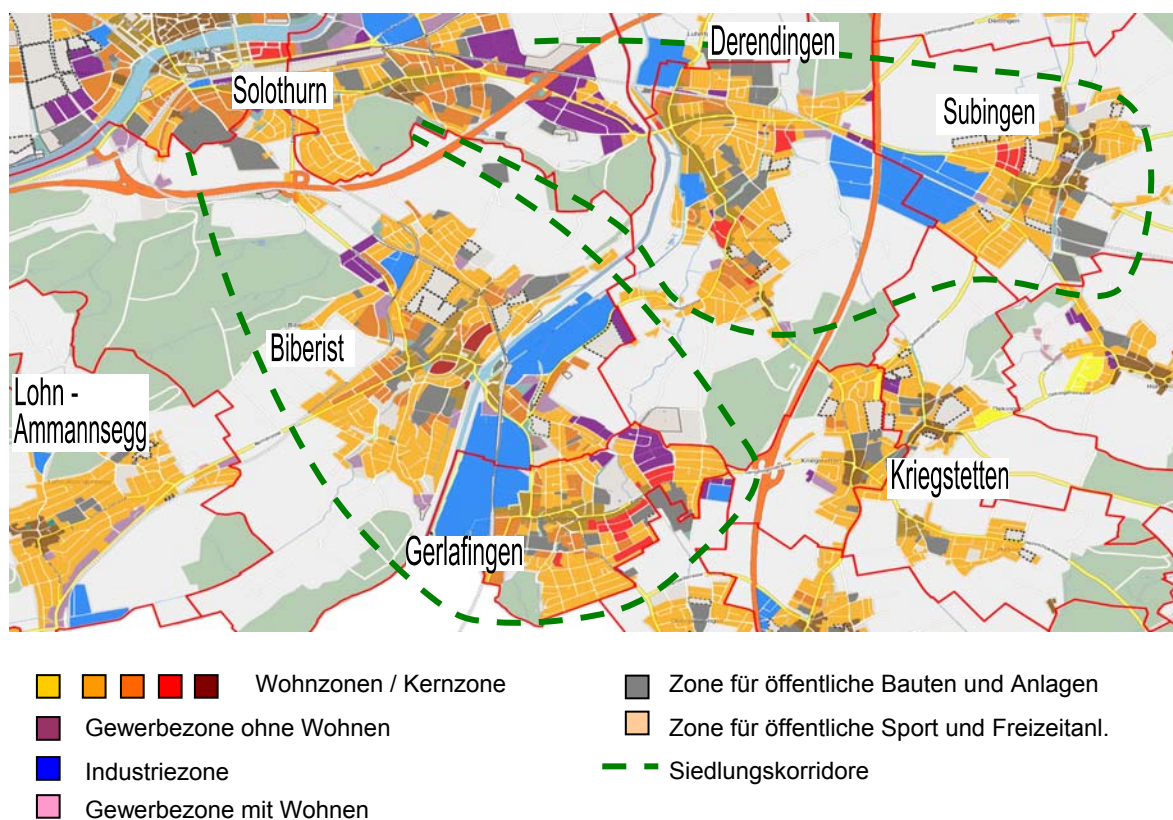 Derendingen
Solothurn
Subingen
Biberist
Lohn -
Ammannsegg
Kriegstetten
Kriegstetten
Gerlafingen
Wohnzonen / Kernzone
Gewerbezone ohne Wohnen
Industriezone
Gewerbezone mit Wohnen
Zone für öffentliche Bauten und Anlagen
Zone für öffentliche Sport und Freizeitanl.
Siedlungskorridore